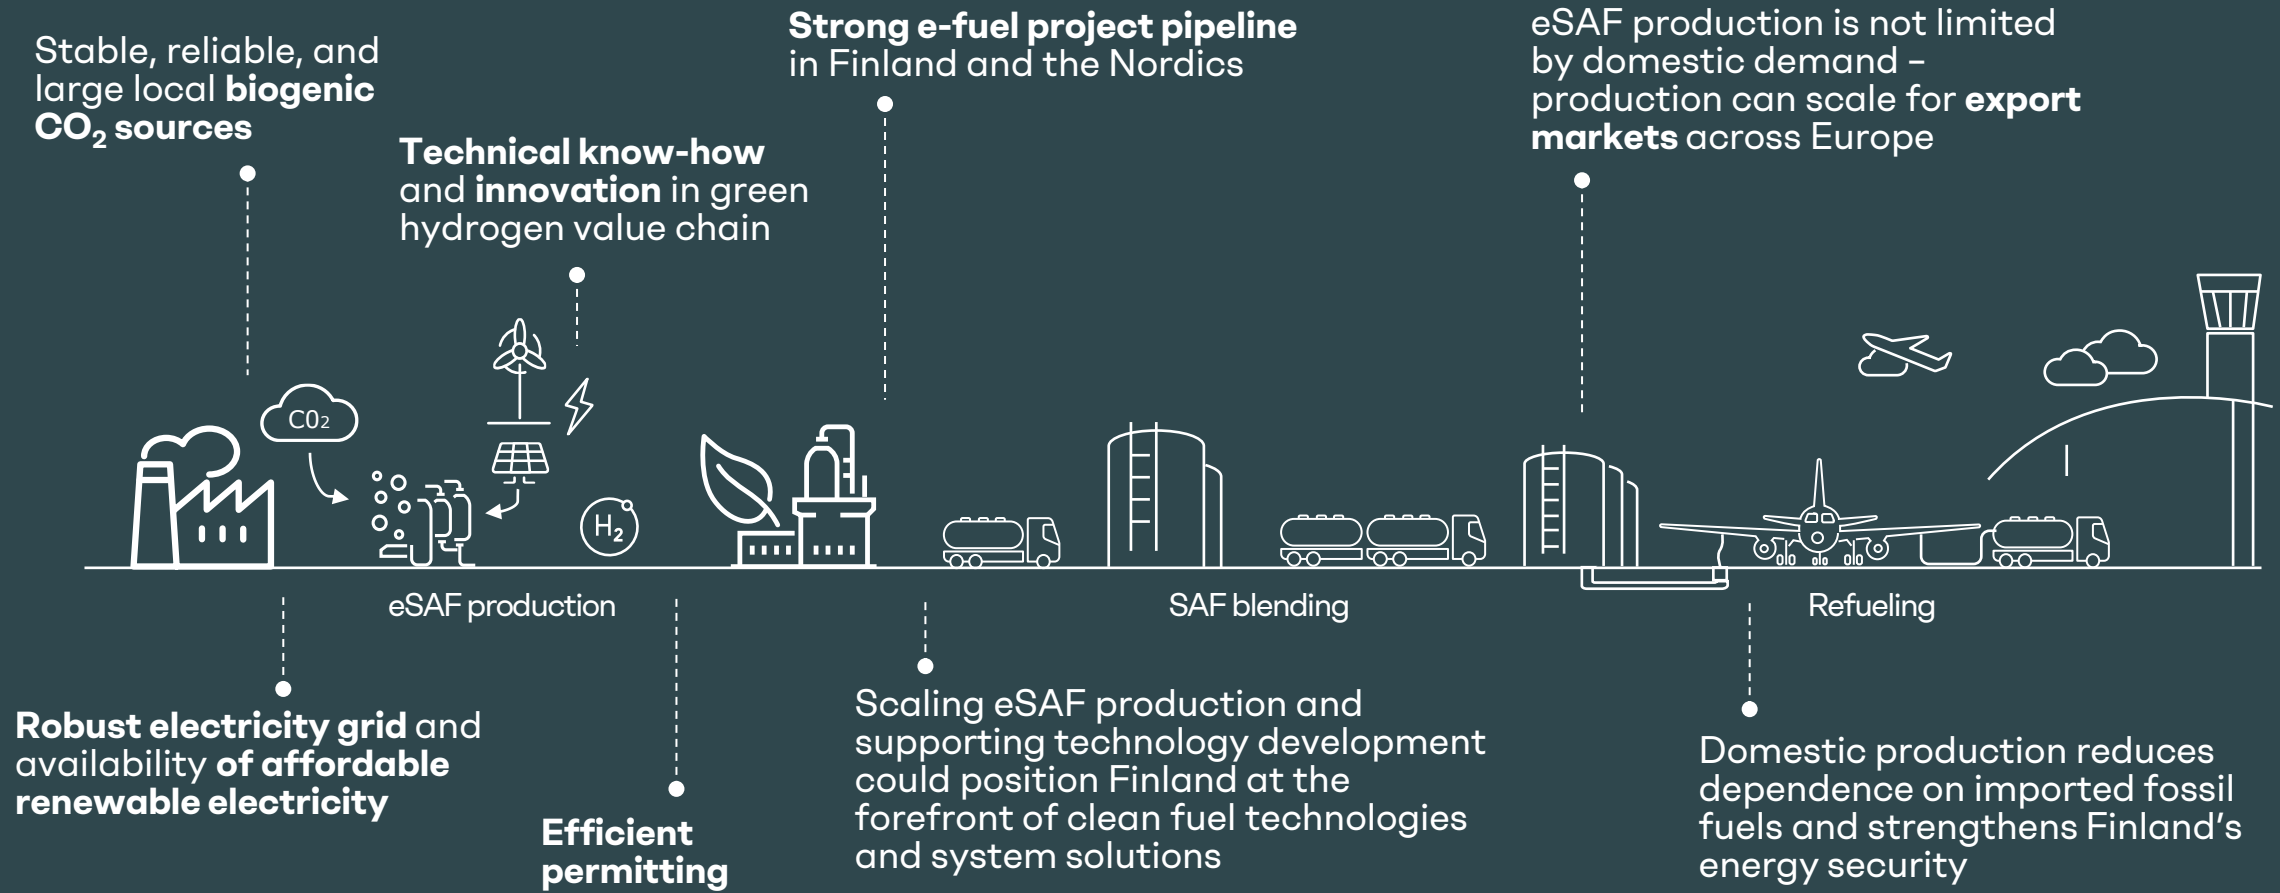 Stable, reliable, and
large local biogenic
CO₂ sources
Technical know-how
and innovation in green
hydrogen value chain
Strong e-fuel project pipeline
in Finland and the Nordics
eSAF production is not limited
by domestic demand –
production can scale for export
markets across Europe
C0₂
H₂
eSAF production
SAF blending
Refueling
Robust electricity grid and
availability of affordable
renewable electricity
Efficient
permitting
Scaling eSAF production and
supporting technology development
could position Finland at the
forefront of clean fuel technologies
and system solutions
Domestic production reduces
dependence on imported fossil
fuels and strengthens Finland’s
energy security